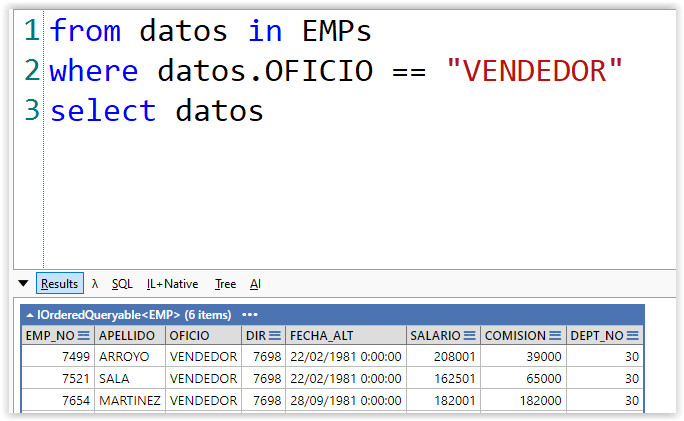 1 from datos in EMPs
2 where datos.OFICIO == "VENDEDOR"
3 select datos
Results λ SQL IL+Native Tree AI
IOrderedQueryable<EMP> (6 items) •••
EMP_NO APELLIDO OFICIO DIR FECHA_ALT SALARIO COMISION DEPT_NO
7499 ARROYO VENDEDOR 7698 22/02/1981 0:00:00 208001 39000 30
7521 SALA VENDEDOR 7698 22/02/1981 0:00:00 162501 65000 30
7654 MARTINEZ VENDEDOR 7698 28/09/1981 0:00:00 182001 182000 30